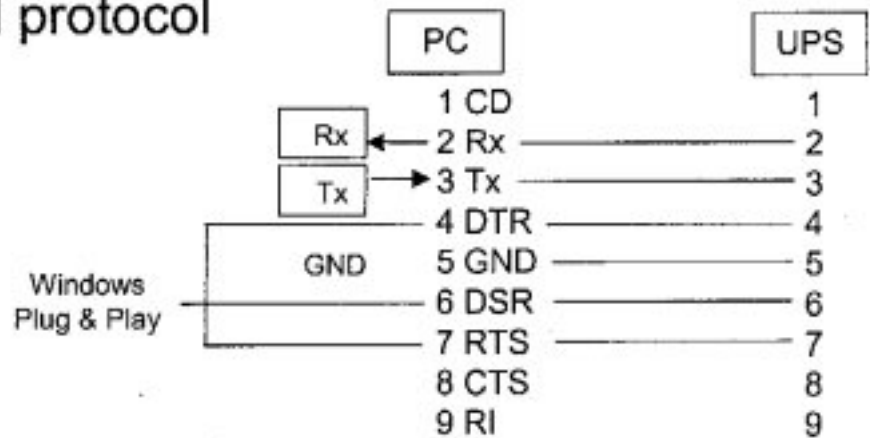 protocol
PC UPS
1 CD 1
Rx 2 Rx 2
Tx 3 Tx 3
4 DTR 4
GND 5 GND 5
Windows
Plug & Play
6 DSR 6
7 RTS 7
8 CTS 8
9 RI 9